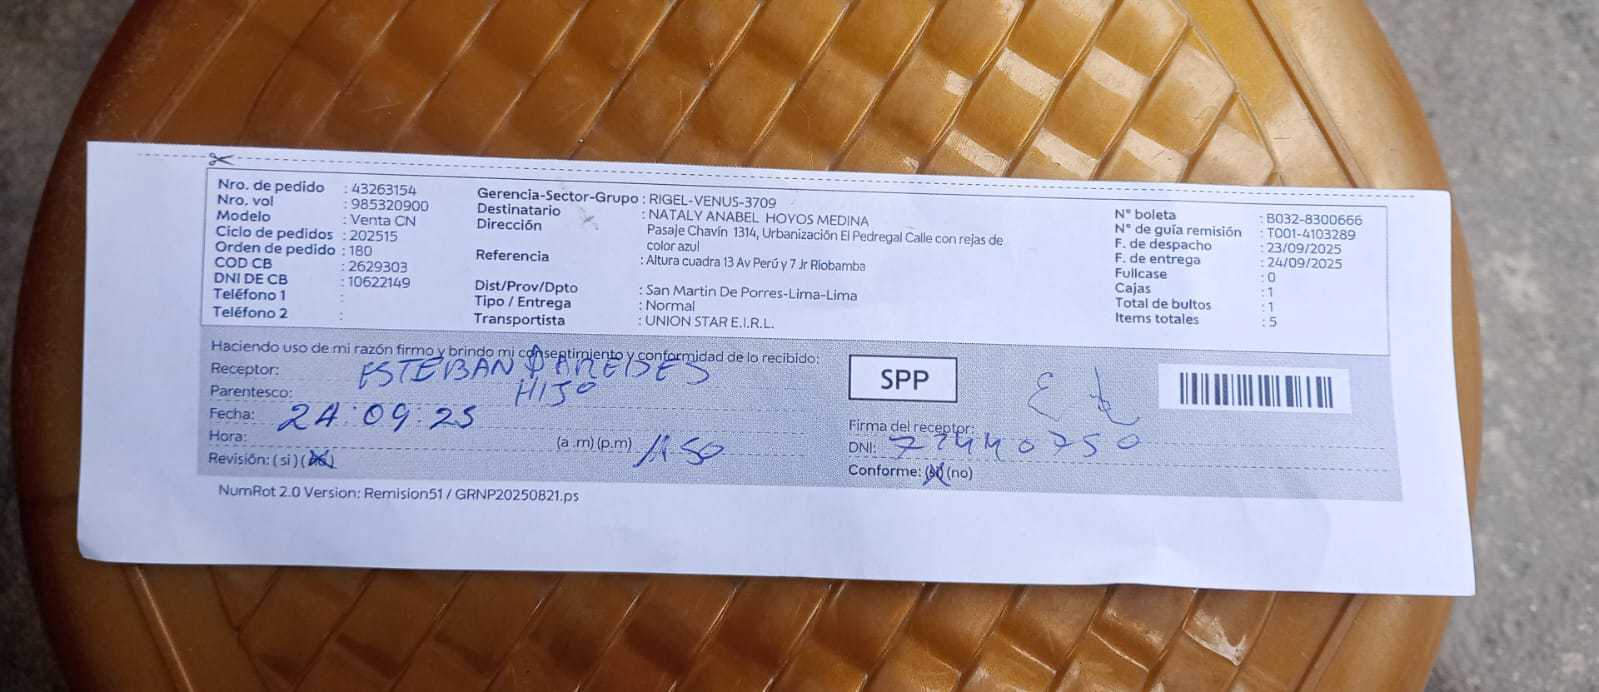 Nro. de pedido : 43263154
Nro. vol : 985320900
Modelo : Venta CN
Ciclo de pedidos : 202515
Orden de pedido : 180
COD CB : 2629303
DNI DE CB : 10622149
Teléfono 1 :
Teléfono 2 :
Gerencia-Sector-Grupo : RIGEL-VENUS-3709
Destinatario : NATALY ANABEL HOYOS MEDINA
Dirección Pasaje Chavín 1314, Urbanización El Pedregal Calle con rejas de
color azul
Referencia : Altura cuadra 13 Av Perú y 7 Jr Riobamba
Dist/Prov/Dpto : San Martin De Porres-Lima-Lima
Tipo / Entrega : Normal
Transportista : UNION STAR E.I.R.L.
N° boleta : B032-8300666
N° de guía remisión : T001-4103289
F. de despacho : 23/09/2025
F. de entrega : 24/09/2025
Fullcase : 0
Cajas : 1
Total de bultos : 1
Items totales : 5
Haciendo uso de mi razón firmo y brindo mi consentimiento y conformidad de lo recibido:
Receptor: ESTEBAN PAREDES
Parentesco: HIJO
Fecha: 24:09:25
Hora: (a .m) (p.m) 1:50
Revisión: ( si ) (no)
SPP
Firma del receptor:
DNI:
Conforme: (si) (no)
NumRot 2.0 Version: Remision51 / GRNP20250821.ps